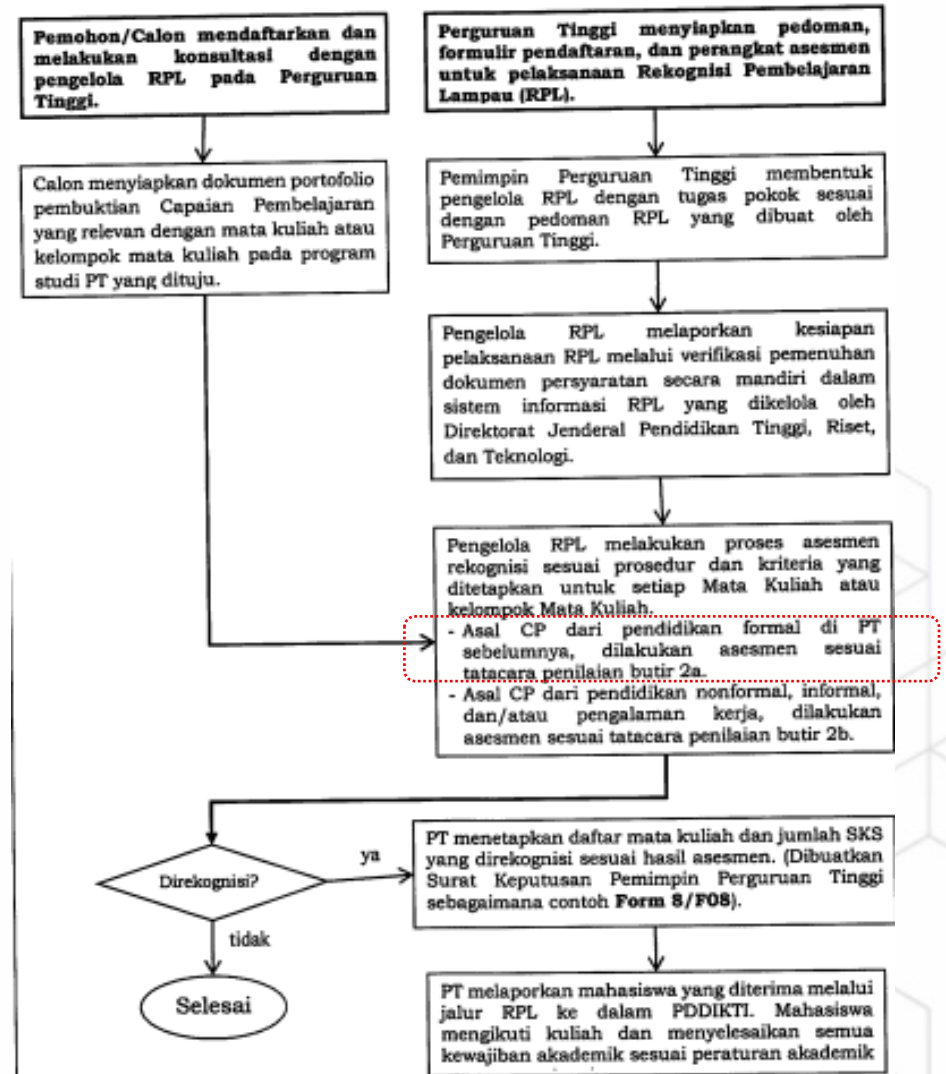 Pemohon/Calon mendaftarkan dan
melakukan konsultasi dengan
pengelola RPL pada Perguruan
Tinggi.
Calon menyiapkan dokumen portofolio
pembuktian Capaian Pembelajaran
yang relevan dengan mata kuliah atau
kelompok mata kuliah pada program
studi PT yang dituju.
Perguruan Tinggi menyiapkan pedoman,
formulir pendaftaran, dan perangkat asesmen
untuk pelaksanaan Rekognisi Pembelajaran
Lampau (RPL).
Pemimpin Perguruan Tinggi membentuk
pengelola RPL dengan tugas pokok sesuai
dengan pedoman RPL yang dibuat oleh
Perguruan Tinggi.
Pengelola RPL melaporkan kesiapan
pelaksanaan RPL melalui verifikasi pemenuhan
dokumen persyaratan secara mandiri dalam
sistem informasi RPL yang dikelola oleh
Direktorat Jenderal Pendidikan Tinggi, Riset,
dan Teknologi.
Pengelola RPL melakukan proses asesmen
rekognisi sesuai prosedur dan kriteria yang
ditetapkan untuk setiap Mata Kuliah atau
kelompok Mata Kuliah.
- Asal CP dari pendidikan formal di PT
sebelumnya, dilakukan asesmen sesuai
tatacara penilaian butir 2a.
- Asal CP dari pendidikan nonformal, informal,
dan/atau pengalaman kerja, dilakukan
asesmen sesuai tatacara penilaian butir 2b.
Direkognisi?
ya
tidak
Selesai
PT menetapkan daftar mata kuliah dan jumlah SKS
yang direkognisi sesuai hasil asesmen. (Dibuatkan
Surat Keputusan Pemimpin Perguruan Tinggi
sebagaimana contoh Form 8/F08).
PT melaporkan mahasiswa yang diterima melalui
jalur RPL ke dalam PDDIKTI. Mahasiswa
mengikuti kuliah dan menyelesaikan semua
kewajiban akademik sesuai peraturan akademik